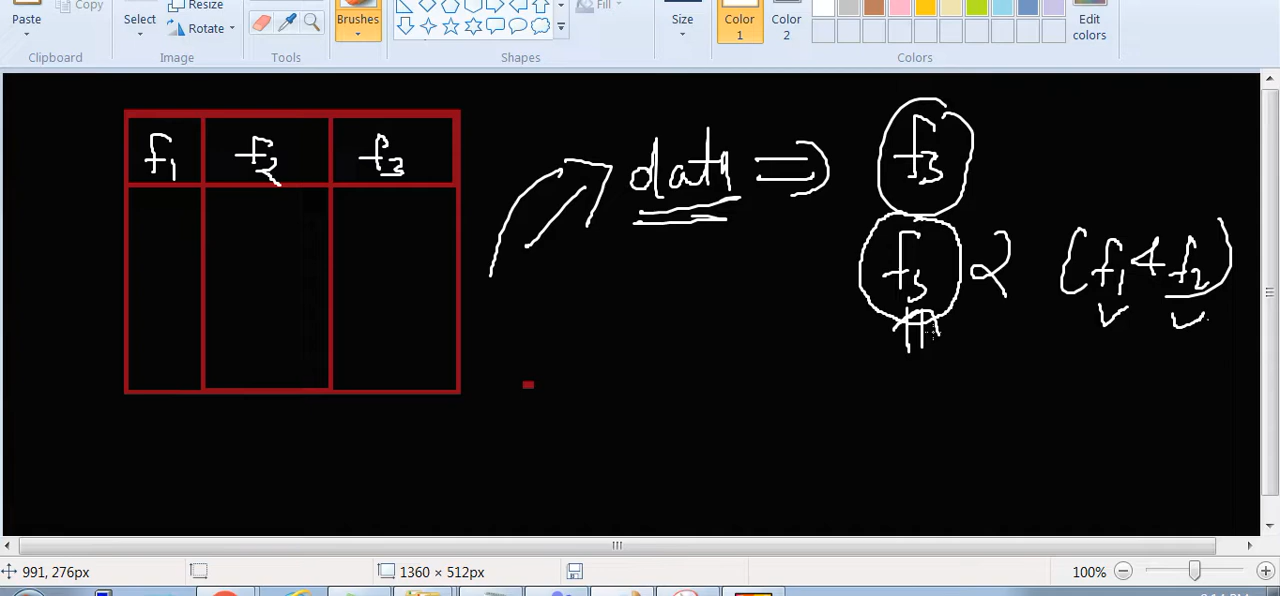 Resize
Paste Copy Select Rotate Brushes Fill Size Color 1 Color 2 Edit colors
Clipboard Image Tools Shapes Colors
f1 f2 f3
data ⇒ f3
f3 α (f1 & f2)
991, 276px 1360 × 512px 100%